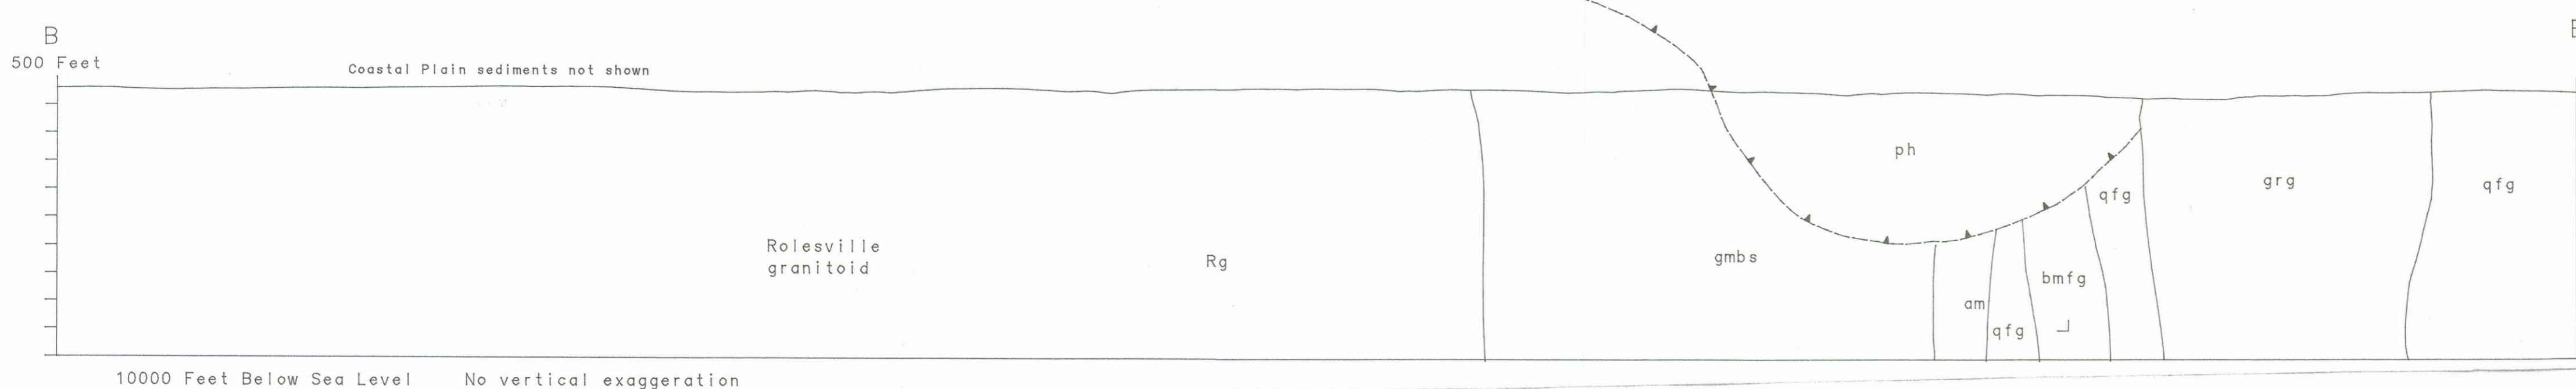 B
500 Feet
Coastal Plain sediments not shown
ph
grg
qfg
qfg
Rolesville
granitoid
Rg
gmbs
bmfg
am
qfg
10000 Feet Below Sea Level No vertical exaggeration